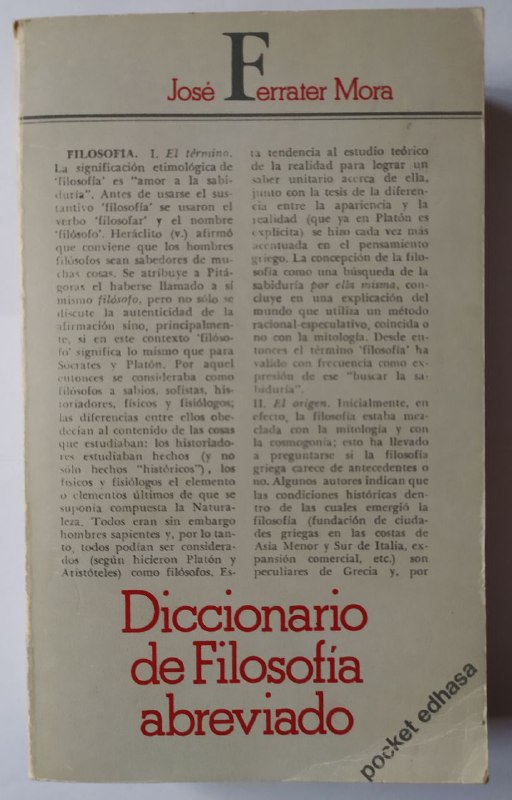 José Ferrater Mora
FILOSOFÍA. I. El término.
La significación etimológica de
'filosofía' es "amor a la sabi-
duría". Antes de usarse el sus-
tantivo 'filosofía' se usaron el
verbo 'filosofar' y el nombre
'filósofo'. Heráclito (v.) afirmó
que conviene que los hombres
filósofos sean sabedores de mu-
chas cosas. Se atribuye a Pitá-
goras el haberse llamado a sí
mismo filósofo, pero no sólo se
discute la autenticidad de la
afirmación sino, principalmen-
te, si en este contexto 'filóso-
fo' significa lo mismo que para
Sócrates y Platón. Por aquel
entonces se consideraba como
filósofos a sabios, sofistas, his-
toriadores, físicos y fisiólogos;
las diferencias entre ellos obe-
decían al contenido de las cosas
que estudiaban: los historiado-
res estudiaban hechos (y no
sólo hechos "históricos"), los
físicos y fisiólogos el elemento
o elementos últimos de que se
suponía compuesta la Natura-
leza. Todos eran sin embargo
hombres sapientes y, por lo tan-
to, todos podían ser considera-
dos (según hicieron Platón y
Aristóteles) como filósofos. Es-
ta tendencia al estudio teórico
de la realidad para lograr un
saber unitario acerca de ella,
junto con la tesis de la diferen-
cia entre la apariencia y la
realidad (que ya en Platón es
explícita) se hizo cada vez más
acentuada en el pensamiento
griego. La concepción de la filo-
sofía como una búsqueda de la
sabiduría por ella misma, con-
cluye en una explicación del
mundo que utiliza un método
racional-especulativo, coincida o
no con la mitología. Desde en-
tonces el término 'filosofía' ha
valido con frecuencia como ex-
presión de ese "buscar la sa-
biduría".
II. El origen. Inicialmente, en
efecto, la filosofía estaba mez-
clada con la mitología y con
la cosmogonía; esto ha llevado
a preguntarse si la filosofía
griega carece de antecedentes o
no. Algunos autores indican que
las condiciones históricas den-
tro de las cuales emergió la
filosofía (fundación de ciuda-
des griegas en las costas de
Asia Menor y Sur de Italia, ex-
pansión comercial, etc.) son
peculiares de Grecia y, por
Diccionario
de Filosofía
abreviado
pocket edhasa